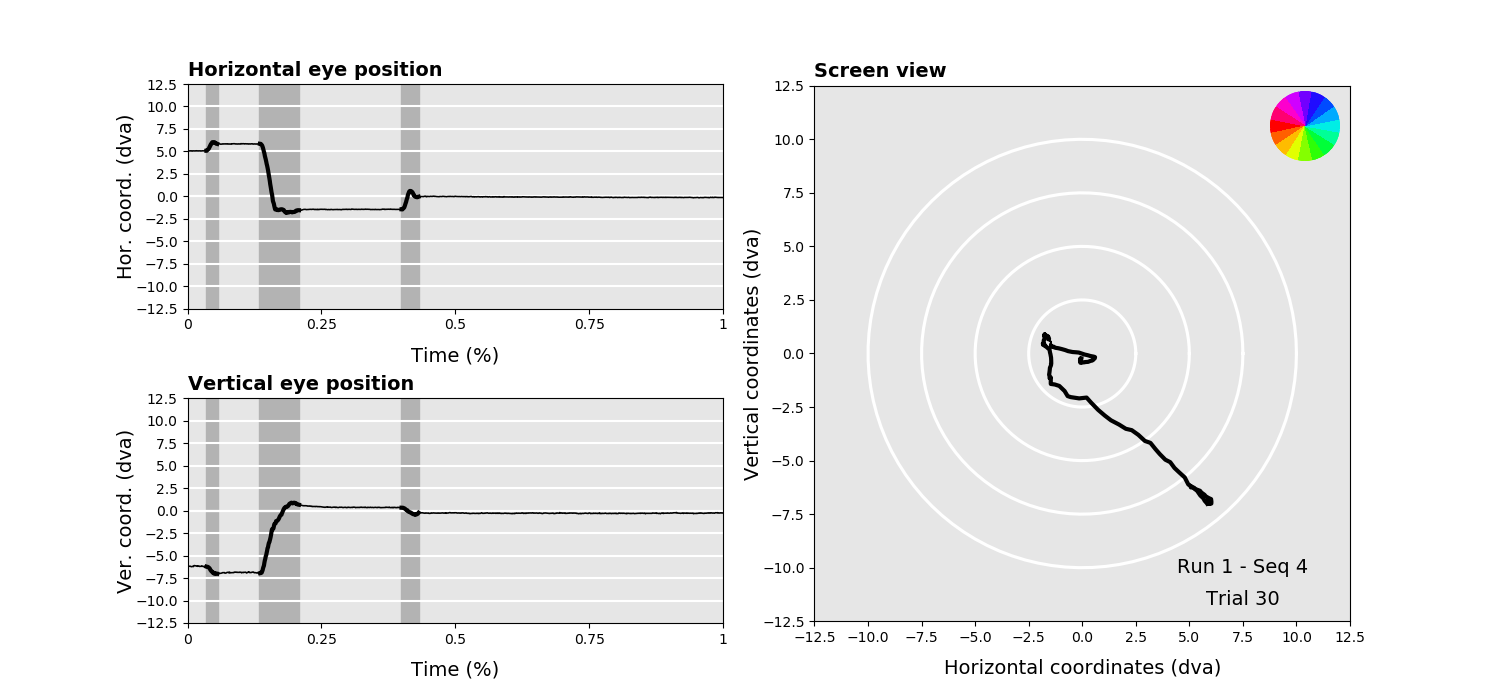 Horizontal eye position
Hor. coord. (dva)
12.5
10.0
7.5
5.0
2.5
0.0
−2.5
−5.0
−7.5
−10.0
−12.5
0 0.25 0.5 0.75 1
Time (%)
Vertical eye position
Ver. coord. (dva)
12.5
10.0
7.5
5.0
2.5
0.0
−2.5
−5.0
−7.5
−10.0
−12.5
0 0.25 0.5 0.75 1
Time (%)
Screen view
Vertical coordinates (dva)
12.5
10.0
7.5
5.0
2.5
0.0
−2.5
−5.0
−7.5
−10.0
−12.5
Run 1 - Seq 4
Trial 30
−12.5 −10.0 −7.5 −5.0 −2.5 0.0 2.5 5.0 7.5 10.0 12.5
Horizontal coordinates (dva)